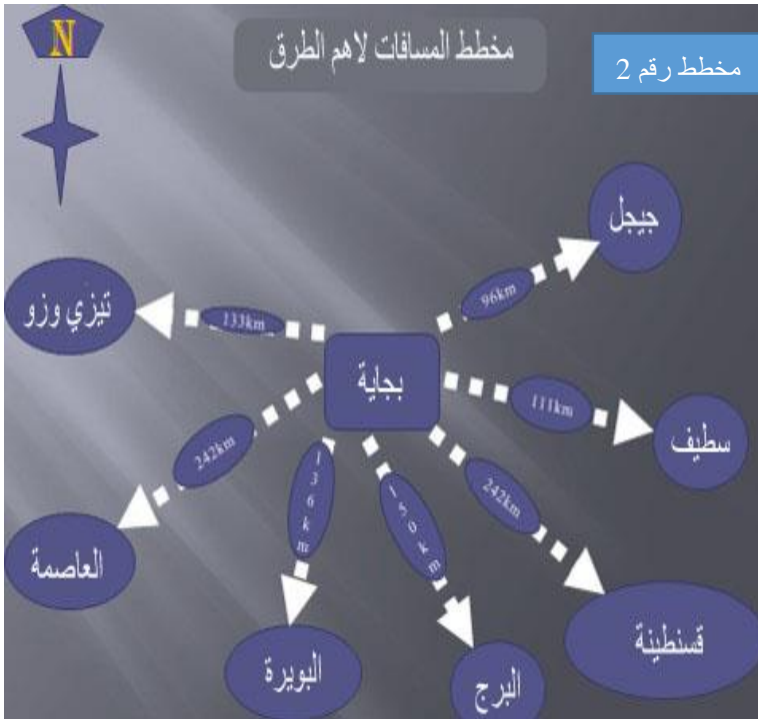 N
مخطط المسافات لاهم الطرق
مخطط رقم 2
جيجل
96km
تيزي وزو
133km
بجاية
111km
سطيف
242km
العاصمة
136km
البويرة
150km
البرج
242km
قسنطينة